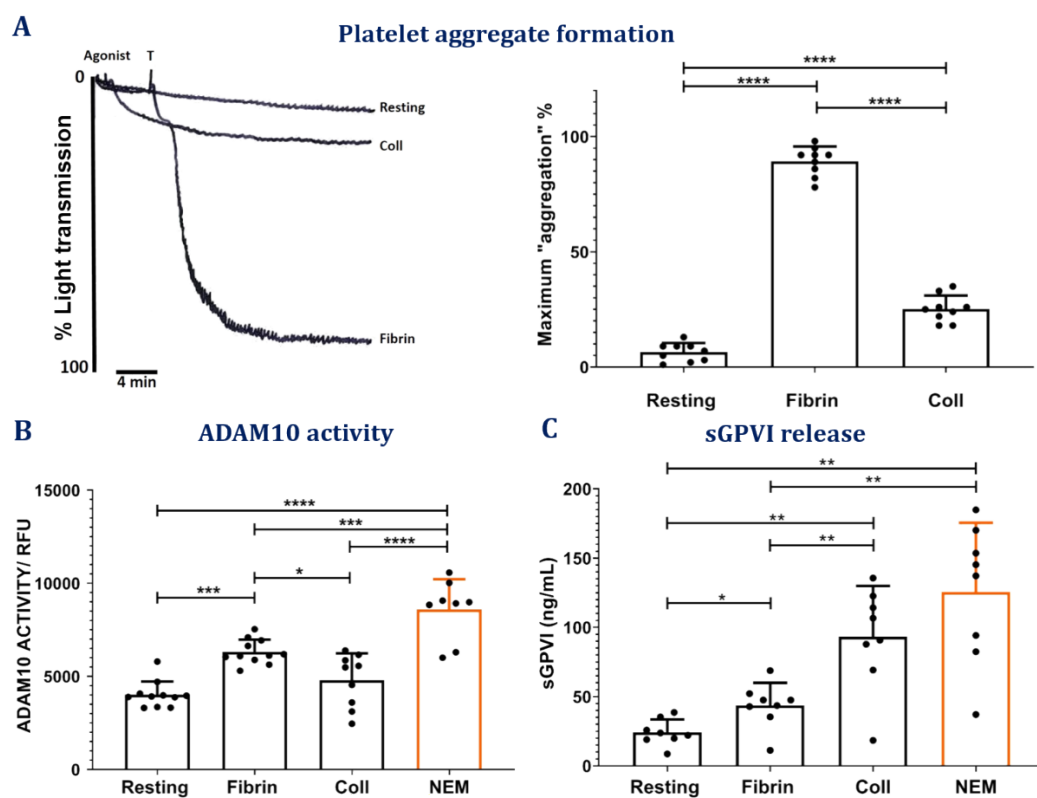 A
Platelet aggregate formation
Agonist T
0
Resting
Coll
Fibrin
% Light transmission
100
4 min
****
****
****
Maximum "aggregation" %
100
50
0
Resting Fibrin Coll
B
ADAM10 activity
ADAM10 ACTIVITY/ RFU
15000
10000
5000
0
****
***
****
*
***
Resting Fibrin Coll NEM
C
sGPVI release
sGPVI (ng/mL)
200
150
100
50
0
**
**
**
**
*
Resting Fibrin Coll NEM